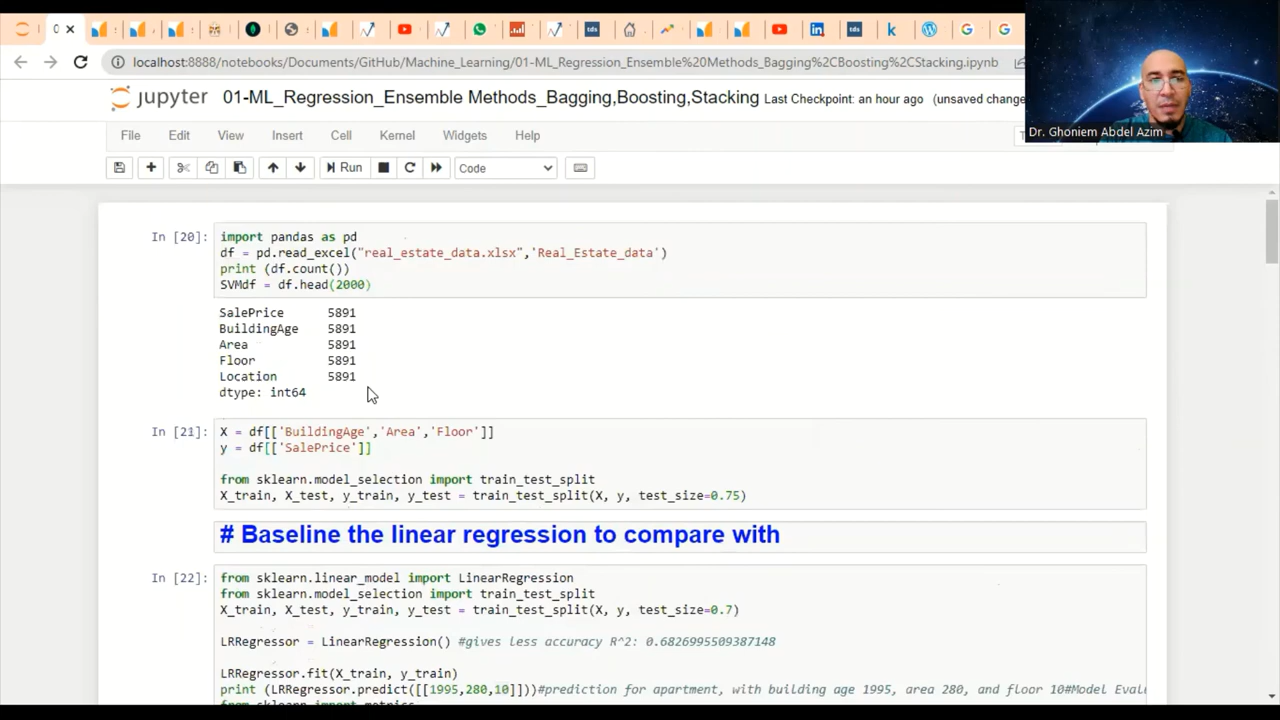 0
tds
tds
k
localhost:8888/notebooks/Documents/GitHub/Machine_Learning/01-ML_Regression_Ensemble%20Methods_Bagging%2CBoosting%2CStacking.ipynb
jupyter 01-ML_Regression_Ensemble Methods_Bagging,Boosting,Stacking Last Checkpoint: an hour ago (unsaved change
Dr. Ghoniem Abdel Azim
File Edit View Insert Cell Kernel Widgets Help
Run Code
In [20]: import pandas as pd
df = pd.read_excel("real_estate_data.xlsx",'Real_Estate_data')
print (df.count())
SVMdf = df.head(2000)
SalePrice 5891
BuildingAge 5891
Area 5891
Floor 5891
Location 5891
dtype: int64
In [21]: X = df[['BuildingAge','Area','Floor']]
y = df[['SalePrice']]
from sklearn.model_selection import train_test_split
X_train, X_test, y_train, y_test = train_test_split(X, y, test_size=0.75)
# Baseline the linear regression to compare with
In [22]: from sklearn.linear_model import LinearRegression
from sklearn.model_selection import train_test_split
X_train, X_test, y_train, y_test = train_test_split(X, y, test_size=0.7)
LRRegressor = LinearRegression() #gives less accuracy R^2: 0.6826995509387148
LRRegressor.fit(X_train, y_train)
print (LRRegressor.predict([[1995,280,10]]))#prediction for apartment, with building age 1995, area 280, and floor 10#Model Eval
from sklearn import metrics